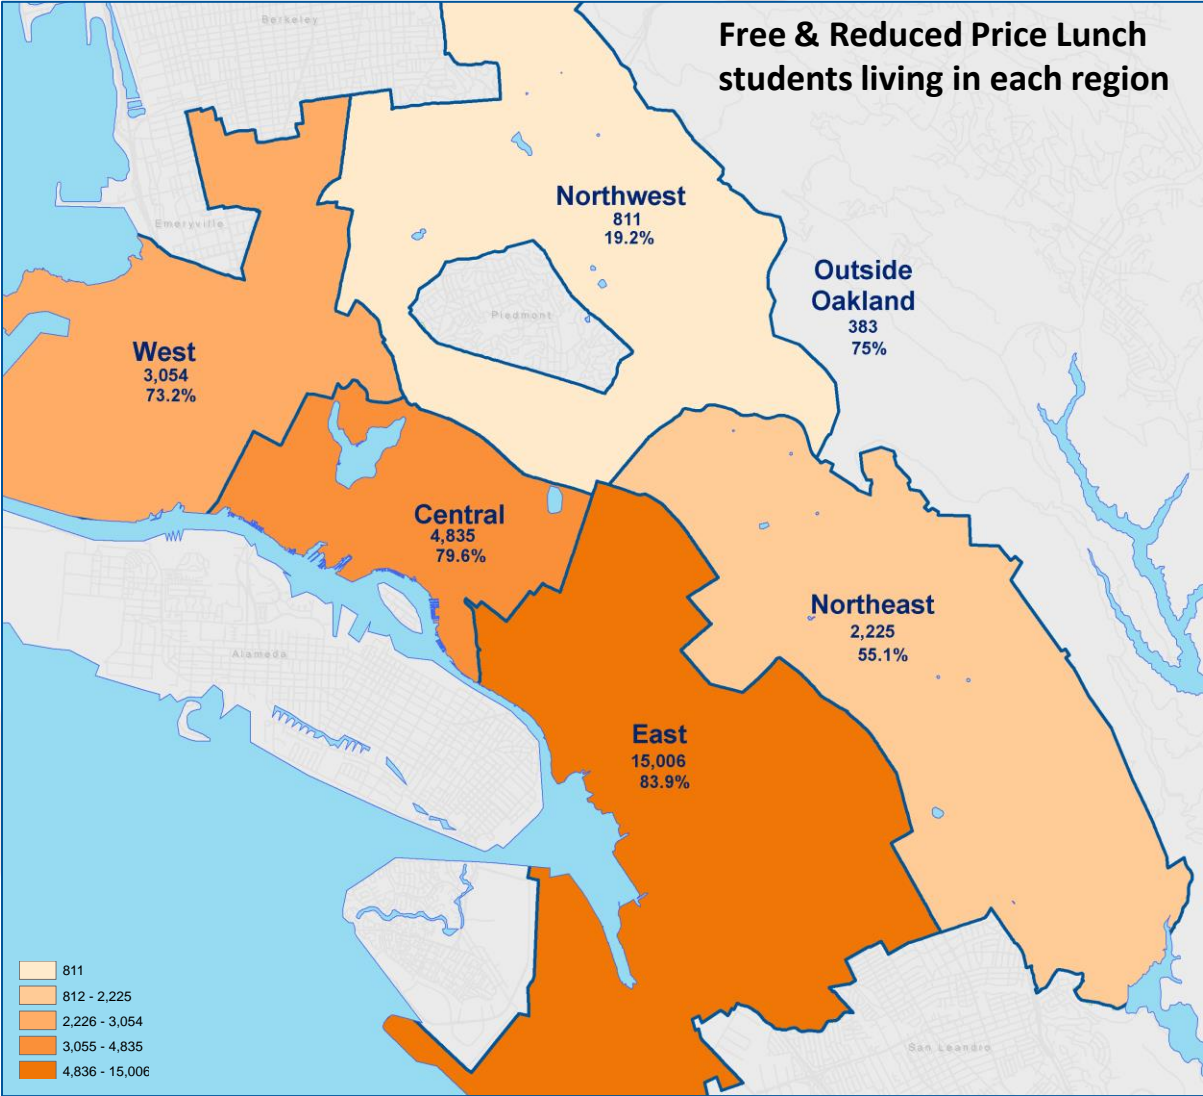 Free & Reduced Price Lunch
students living in each region
Berkeley
Northwest
811
19.2%
Emeryville
Outside
Oakland
383
75%
Piedmont
West
3,054
73.2%
Central
4,835
79.6%
Northeast
2,225
55.1%
Alameda
East
15,006
83.9%
811
812 - 2,225
2,226 - 3,054
3,055 - 4,835
4,836 - 15,006
San Leandro